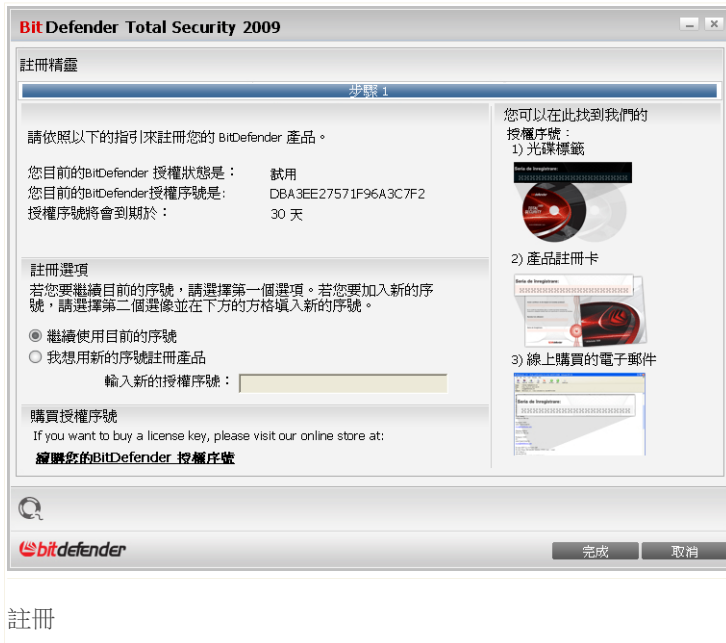 BitDefender Total Security 2009
註冊精靈
步驟 1
請依照以下的指引來註冊您的 BitDefender 產品。
您目前的BitDefender 授權狀態是： 試用
您目前的BitDefender授權序號是: DBA3EE27571F96A3C7F2
授權序號將會到期於： 30 天
註冊選項
若您要繼續目前的序號，請選擇第一個選項。若您要加入新的序
號，請選擇第二個選像並在下方的方格填入新的序號。
繼續使用目前的序號
我想用新的序號註冊產品
輸入新的授權序號：
購買授權序號
If you want to buy a license key, please visit our online store at:
續購您的BitDefender 授權序號
您可以在此找到我們的
授權序號：
1) 光碟標籤
Serie de Inregistrare:
2) 產品註冊卡
Serie de Inregistrare:
3) 線上購買的電子郵件
Serie de Inregistrare:
bitdefender
完成
取消
註冊